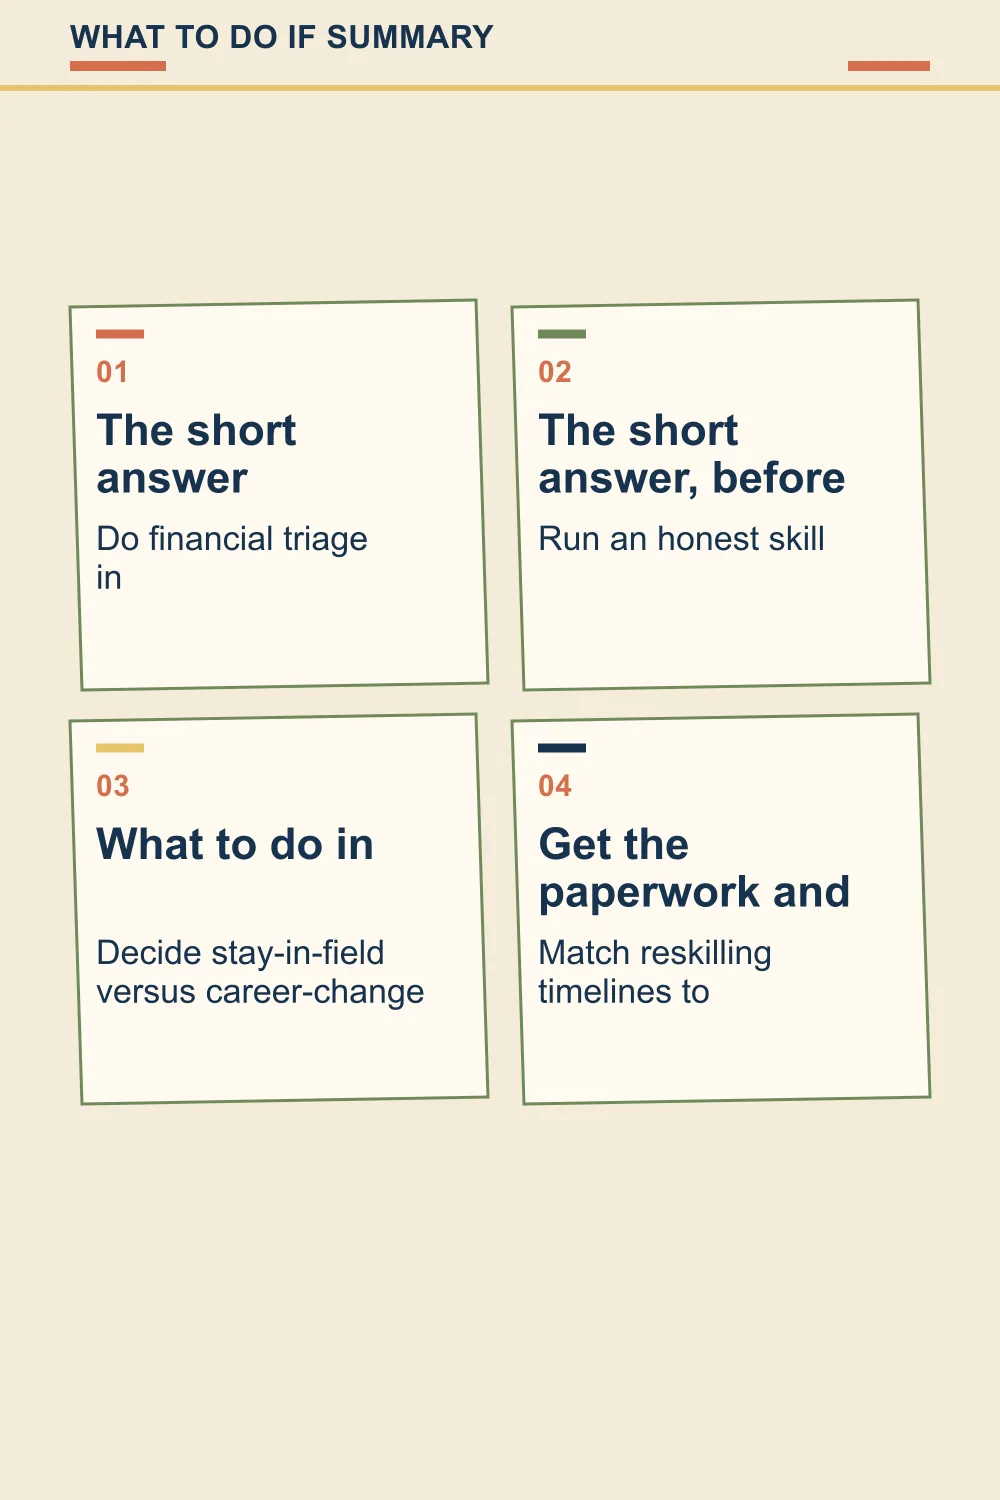 WHAT TO DO IF SUMMARY
01
The short
answer
Do financial triage
in
02
The short
answer, before
Run an honest skill
03
What to do in
Decide stay-in-field
versus career-change
04
Get the
paperwork and
Match reskilling
timelines to